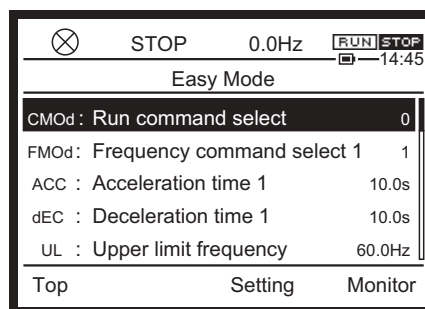 STOP 0.0Hz RUN STOP
14:45
Easy Mode
CMOd : Run command select 0
FMOd : Frequency command select 1 1
ACC : Acceleration time 1 10.0s
dEC : Deceleration time 1 10.0s
UL : Upper limit frequency 60.0Hz
Top Setting Monitor